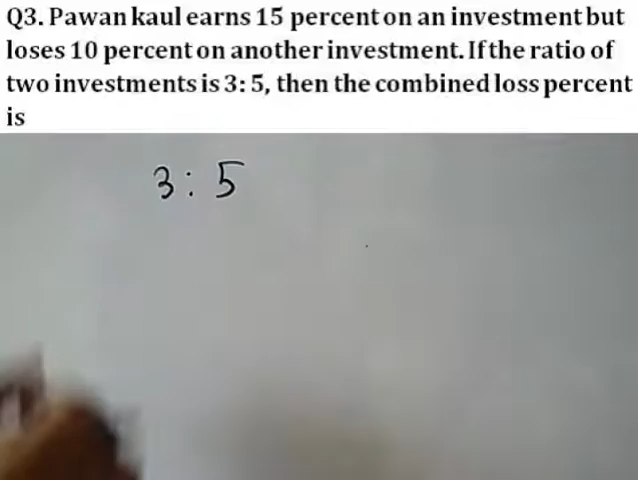 Q3. Pawan kaul earns 15 percent on an investment but
loses 10 percent on another investment. If the ratio of
two investments is 3: 5, then the combined loss percent
is
3 : 5